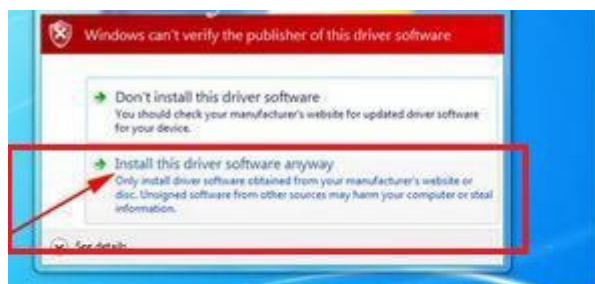 Windows can't verify the publisher of this driver software
Don't install this driver software
You should check your manufacturer's website for updated driver software
for your device.
Install this driver software anyway
Only install driver software obtained from your manufacturer's website or
disc. Unsigned software from other sources may harm your computer or steal
information.
See details